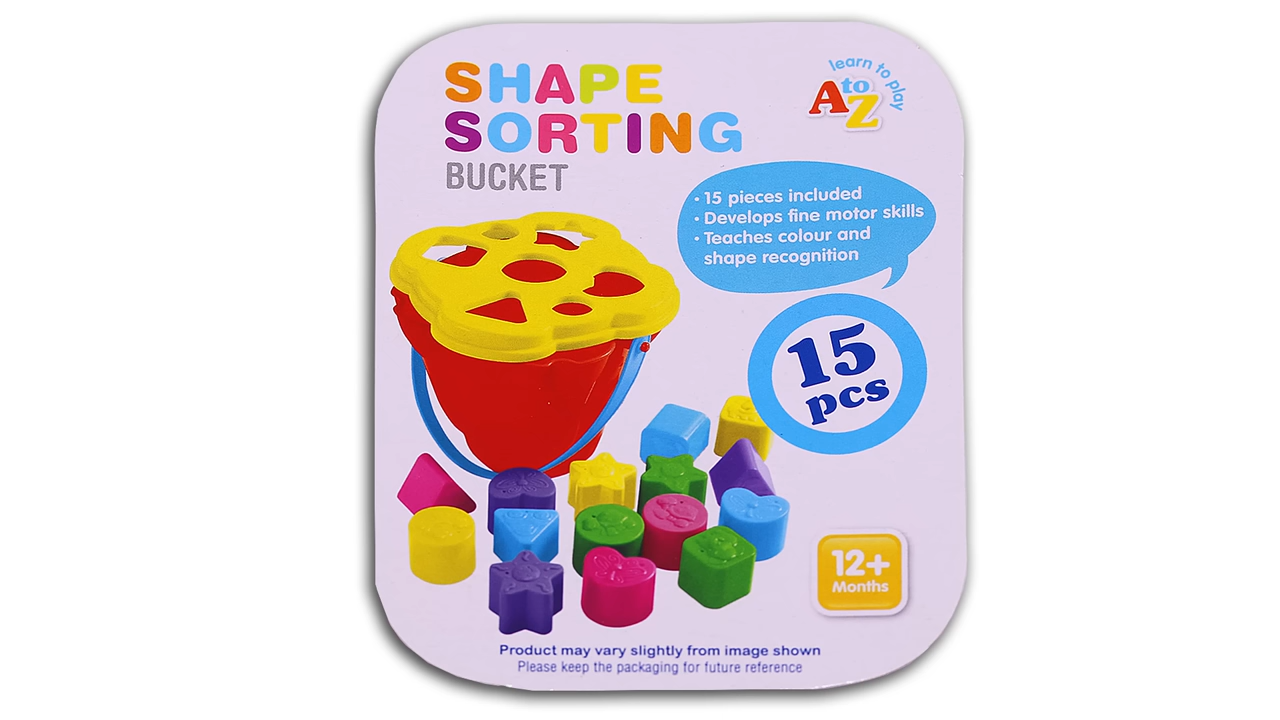 SHAPE
SORTING
BUCKET
learn to play
A to Z
• 15 pieces included
• Develops fine motor skills
• Teaches colour and
shape recognition
15
pcs
12+
Months
Product may vary slightly from image shown
Please keep the packaging for future reference